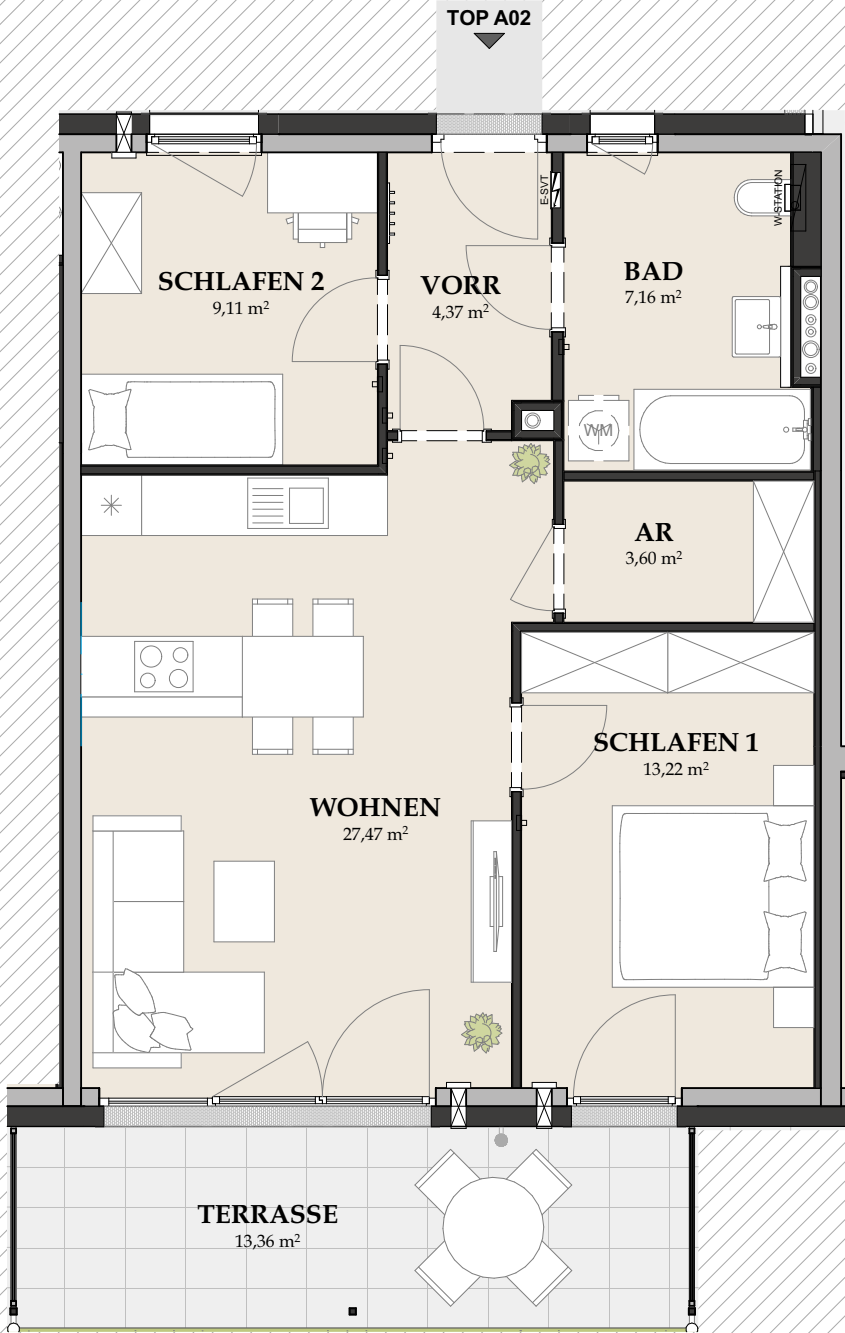 TOP A02
E-SVT
W-STATION
SCHLAFEN 2
9,11 m²
VORR
4,37 m²
BAD
7,16 m²
WM
AR
3,60 m²
SCHLAFEN 1
13,22 m²
WOHNEN
27,47 m²
TERRASSE
13,36 m²